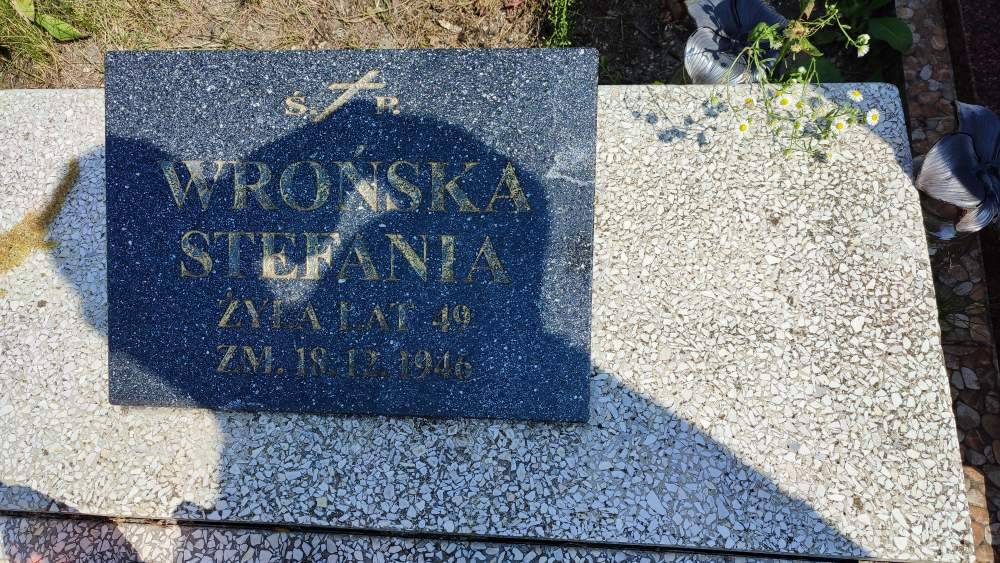 Ś. P.
WROŃSKA
STEFANIA
ŻYŁA LAT 49
ZM. 18.12.1946